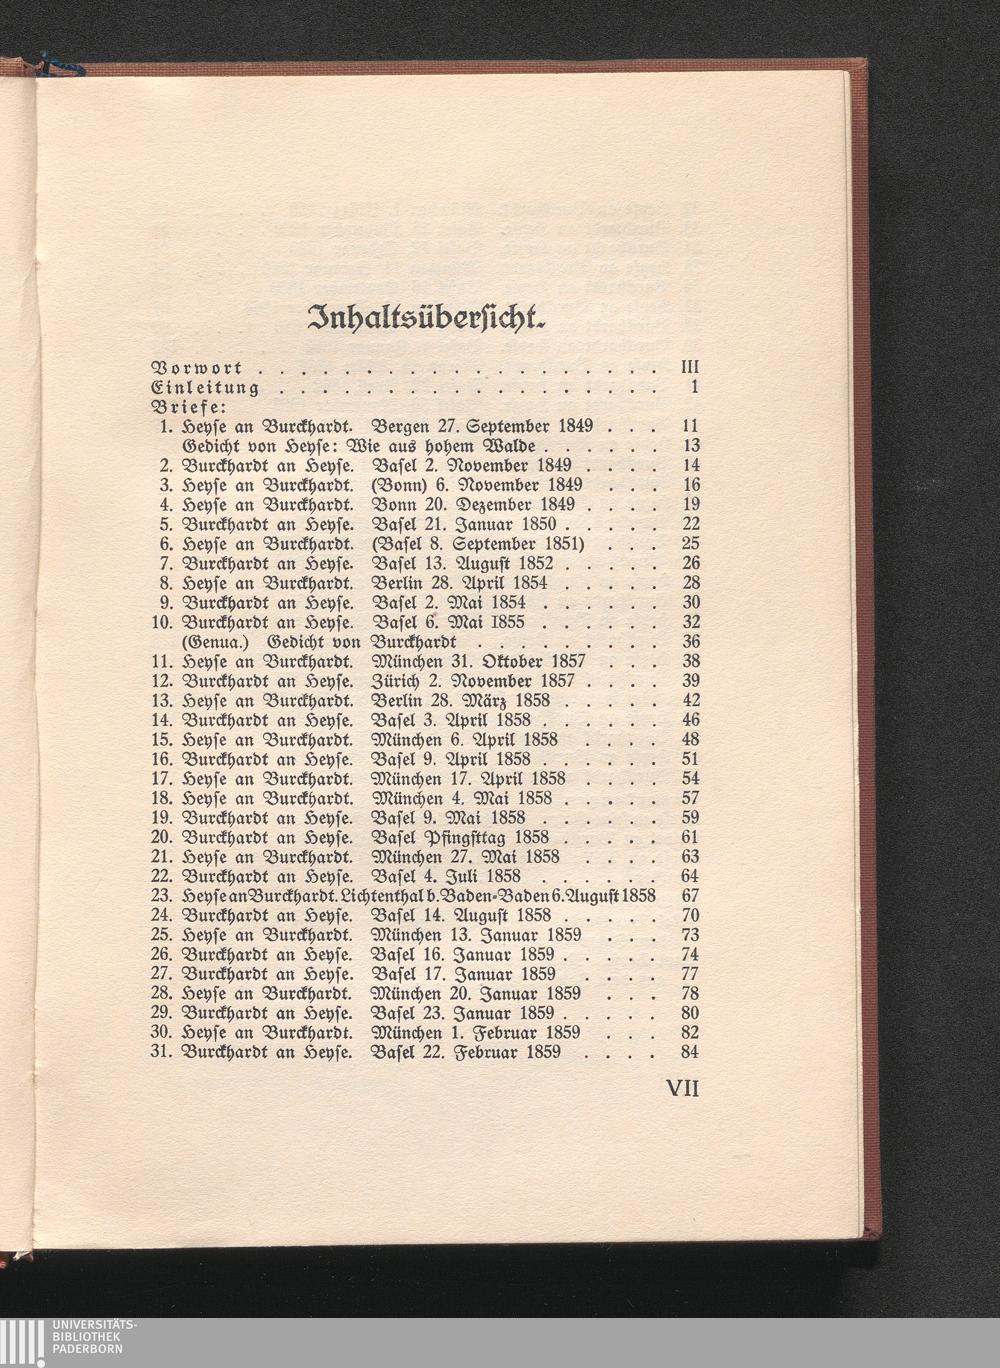 Inhaltsübersicht.
Vorwort . . . . . . . . . . . . . . . . . . . . III
Einleitung . . . . . . . . . . . . . . . . . . . 1
Briefe:
1. Heyse an Burckhardt. Bergen 27. September 1849 . . . 11
Gedicht von Heyse: Wie aus hohem Walde . . . . . . 13
2. Burckhardt an Heyse. Basel 2. November 1849 . . . . 14
3. Heyse an Burckhardt. (Bonn) 6. November 1849 . . . 16
4. Heyse an Burckhardt. Bonn 20. Dezember 1849 . . . . 19
5. Burckhardt an Heyse. Basel 21. Januar 1850 . . . . . 22
6. Heyse an Burckhardt. (Basel 8. September 1851) . . . 25
7. Burckhardt an Heyse. Basel 13. August 1852 . . . . . 26
8. Heyse an Burckhardt. Berlin 28. April 1854 . . . . . 28
9. Burckhardt an Heyse. Basel 2. Mai 1854 . . . . . . 30
10. Burckhardt an Heyse. Basel 6. Mai 1855 . . . . . . 32
(Genua.) Gedicht von Burckhardt . . . . . . . . . 36
11. Heyse an Burckhardt. München 31. Oktober 1857 . . . 38
12. Burckhardt an Heyse. Zürich 2. November 1857 . . . . 39
13. Heyse an Burckhardt. Berlin 28. März 1858 . . . . . 42
14. Burckhardt an Heyse. Basel 3. April 1858 . . . . . . 46
15. Heyse an Burckhardt. München 6. April 1858 . . . . 48
16. Burckhardt an Heyse. Basel 9. April 1858 . . . . . . 51
17. Heyse an Burckhardt. München 17. April 1858 . . . . 54
18. Heyse an Burckhardt. München 4. Mai 1858 . . . . . 57
19. Burckhardt an Heyse. Basel 9. Mai 1858 . . . . . . 59
20. Burckhardt an Heyse. Basel Pfingsttag 1858 . . . . . 61
21. Heyse an Burckhardt. München 27. Mai 1858 . . . . 63
22. Burckhardt an Heyse. Basel 4. Juli 1858 . . . . . . 64
23. Heyse an Burckhardt. Lichtenthal b. Baden-Baden 6. August 1858 67
24. Burckhardt an Heyse. Basel 14. August 1858 . . . . . 70
25. Heyse an Burckhardt. München 13. Januar 1859 . . . 73
26. Burckhardt an Heyse. Basel 16. Januar 1859 . . . . . 74
27. Burckhardt an Heyse. Basel 17. Januar 1859 . . . . 77
28. Heyse an Burckhardt. München 20. Januar 1859 . . . 78
29. Burckhardt an Heyse. Basel 23. Januar 1859 . . . . . 80
30. Heyse an Burckhardt. München 1. Februar 1859 . . . 82
31. Burckhardt an Heyse. Basel 22. Februar 1859 . . . . 84
VII
UNIVERSITÄTS-
BIBLIOTHEK
PADERBORN